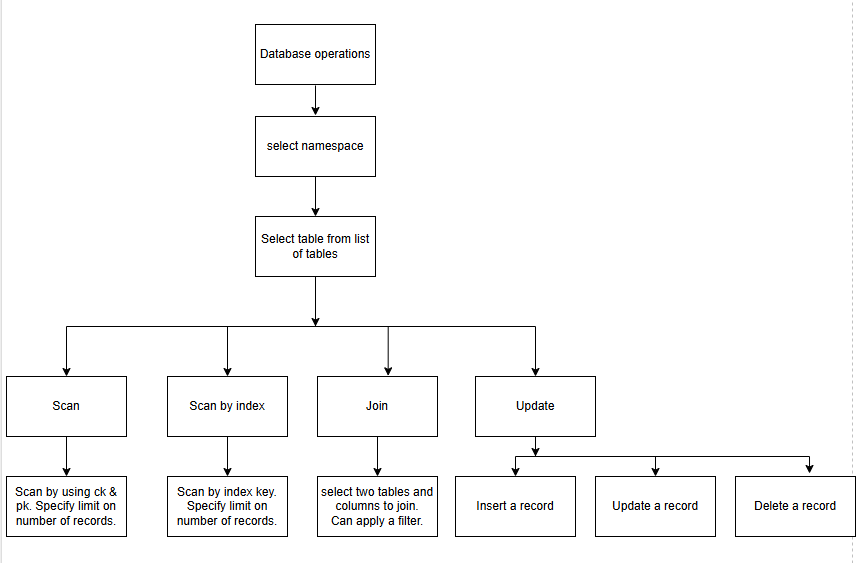 Database operations
select namespace
Select table from list
of tables
Scan
Scan by index
Join
Update
Scan by using ck &
pk. Specify limit on
number of records.
Scan by index key.
Specify limit on
number of records.
select two tables and
columns to join.
Can apply a filter.
Insert a record
Update a record
Delete a record